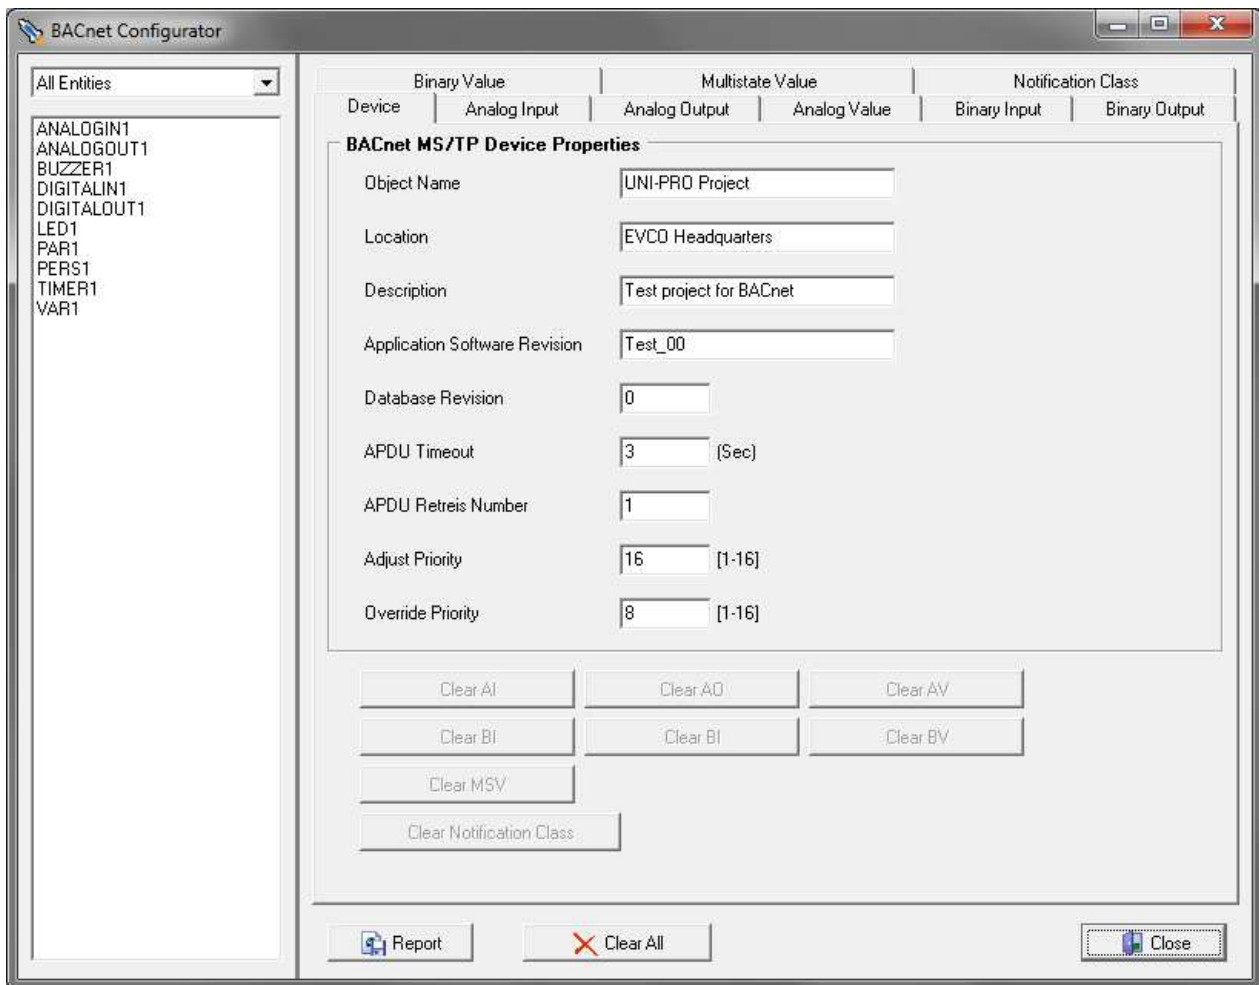 BACnet Configurator
All Entities
ANALOGIN1
ANALOGOUT1
BUZZER1
DIGITALIN1
DIGITALOUT1
LED1
PAR1
PERS1
TIMER1
VAR1
Binary Value
Multistate Value
Notification Class
Device
Analog Input
Analog Output
Analog Value
Binary Input
Binary Output
BACnet MS/TP Device Properties
Object Name UNI-PRO Project
Location EVCO Headquarters
Description Test project for BACnet
Application Software Revision Test_00
Database Revision 0
APDU Timeout 3 (Sec)
APDU Retreis Number 1
Adjust Priority 16 [1-16]
Override Priority 8 [1-16]
Clear AI Clear AO Clear AV
Clear BI Clear BI Clear BV
Clear MSV
Clear Notification Class
Report Clear All Close